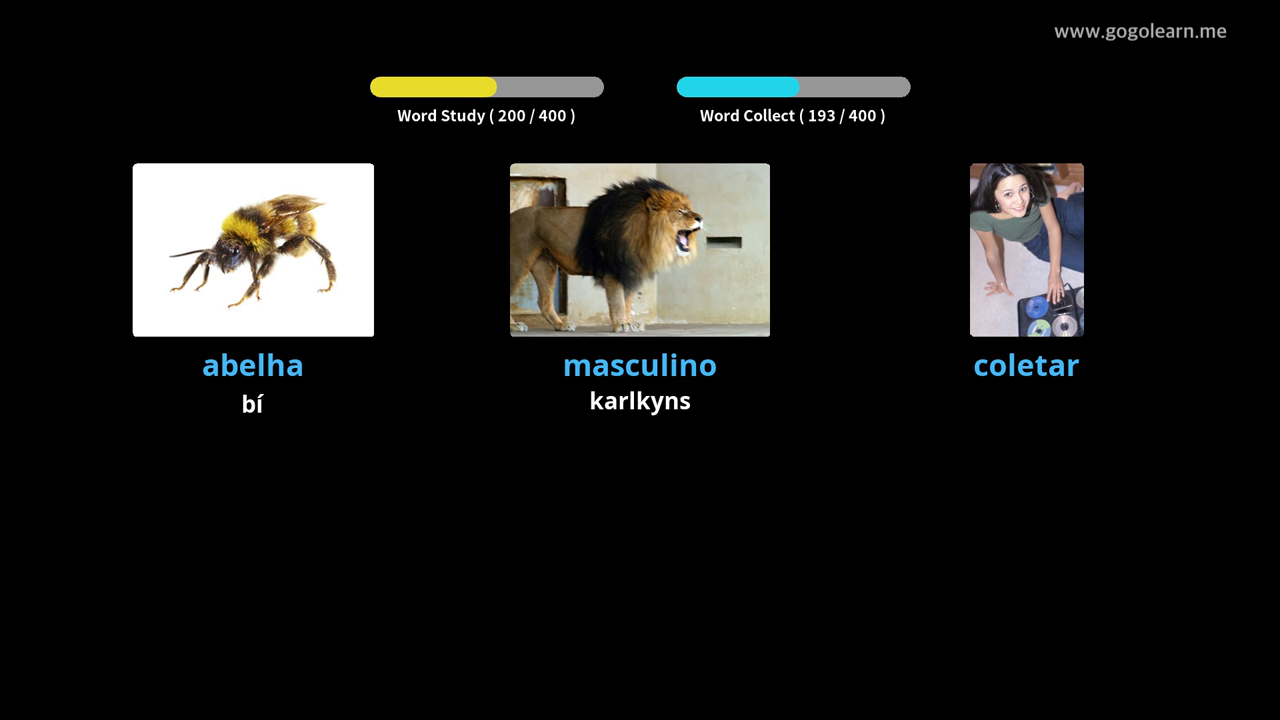 www.gogolearn.me
Word Study ( 200 / 400 )
Word Collect ( 193 / 400 )
abelha
bí
masculino
karlkyns
coletar